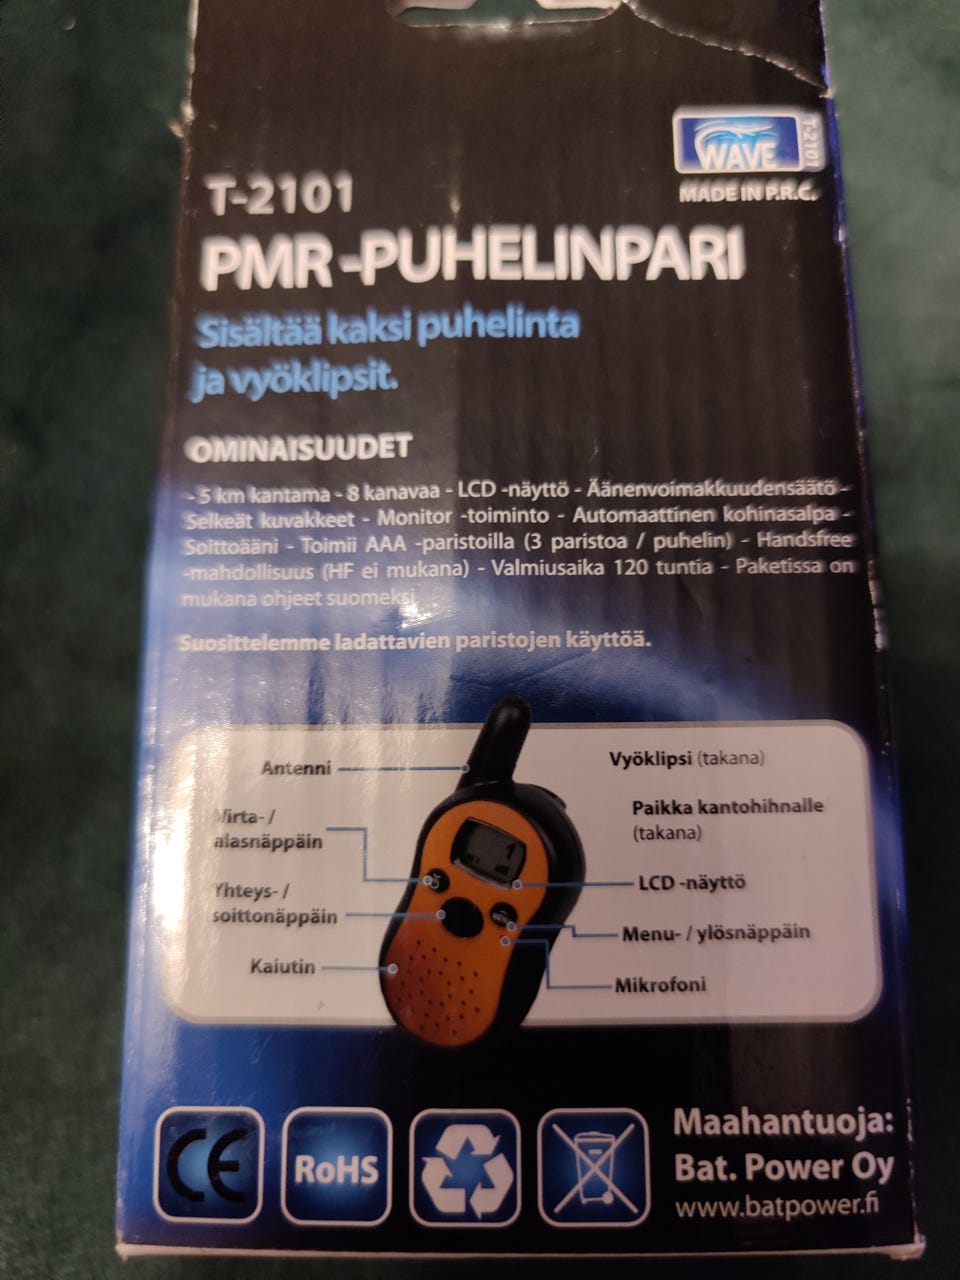 WAVE
T-2101
MADE IN P.R.C.
T-2101
PMR -PUHELINPARI
Sisältää kaksi puhelinta
ja vyöklipsit.
OMINAISUUDET
- 5 km kantama - 8 kanavaa - LCD -näyttö - Äänenvoimakkuudensäätö -
Selkeät kuvakkeet - Monitor -toiminto - Automaattinen kohinasalpa -
Soittoääni - Toimii AAA -paristoilla (3 paristoa / puhelin) - Handsfree
-mahdollisuus (HF ei mukana) - Valmiusaika 120 tuntia - Paketissa on
mukana ohjeet suomeksi.
Suosittelemme ladattavien paristojen käyttöä.
Antenni
Virta- /
alasnäppäin
Yhteys- /
soittonäppäin
Kaiutin
Vyöklipsi (takana)
Paikka kantohihnalle
(takana)
LCD -näyttö
Menu- / ylösnäppäin
Mikrofoni
1
MENU
CE
RoHS
Maahantuoja:
Bat. Power Oy
www.batpower.fi